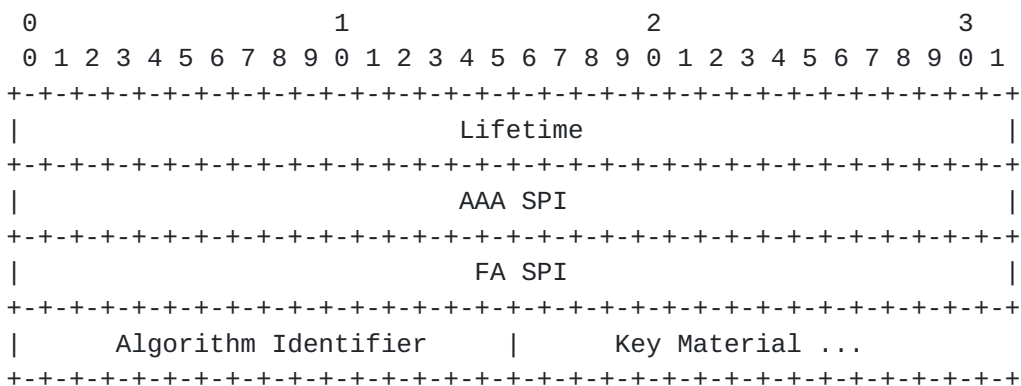 0                   1                   2                   3
 0 1 2 3 4 5 6 7 8 9 0 1 2 3 4 5 6 7 8 9 0 1 2 3 4 5 6 7 8 9 0 1
+-+-+-+-+-+-+-+-+-+-+-+-+-+-+-+-+-+-+-+-+-+-+-+-+-+-+-+-+-+-+-+-+
|                            Lifetime                           |
+-+-+-+-+-+-+-+-+-+-+-+-+-+-+-+-+-+-+-+-+-+-+-+-+-+-+-+-+-+-+-+-+
|                            AAA SPI                            |
+-+-+-+-+-+-+-+-+-+-+-+-+-+-+-+-+-+-+-+-+-+-+-+-+-+-+-+-+-+-+-+-+
|                             FA SPI                            |
+-+-+-+-+-+-+-+-+-+-+-+-+-+-+-+-+-+-+-+-+-+-+-+-+-+-+-+-+-+-+-+-+
|      Algorithm Identifier     |      Key Material ...
+-+-+-+-+-+-+-+-+-+-+-+-+-+-+-+-+-+-+-+-+-+-+-+-+-+-+-+-+-+-+-+-+